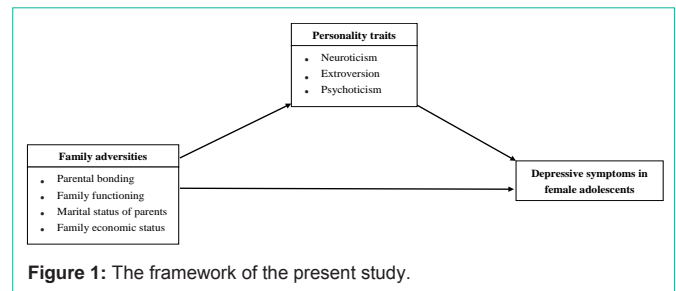 Personality traits
• Neuroticism
• Extroversion
• Psychoticism
Family adversities
• Parental bonding
• Family functioning
• Marital status of parents
• Family economic status
Depressive symptoms in
female adolescents
Figure 1: The framework of the present study.